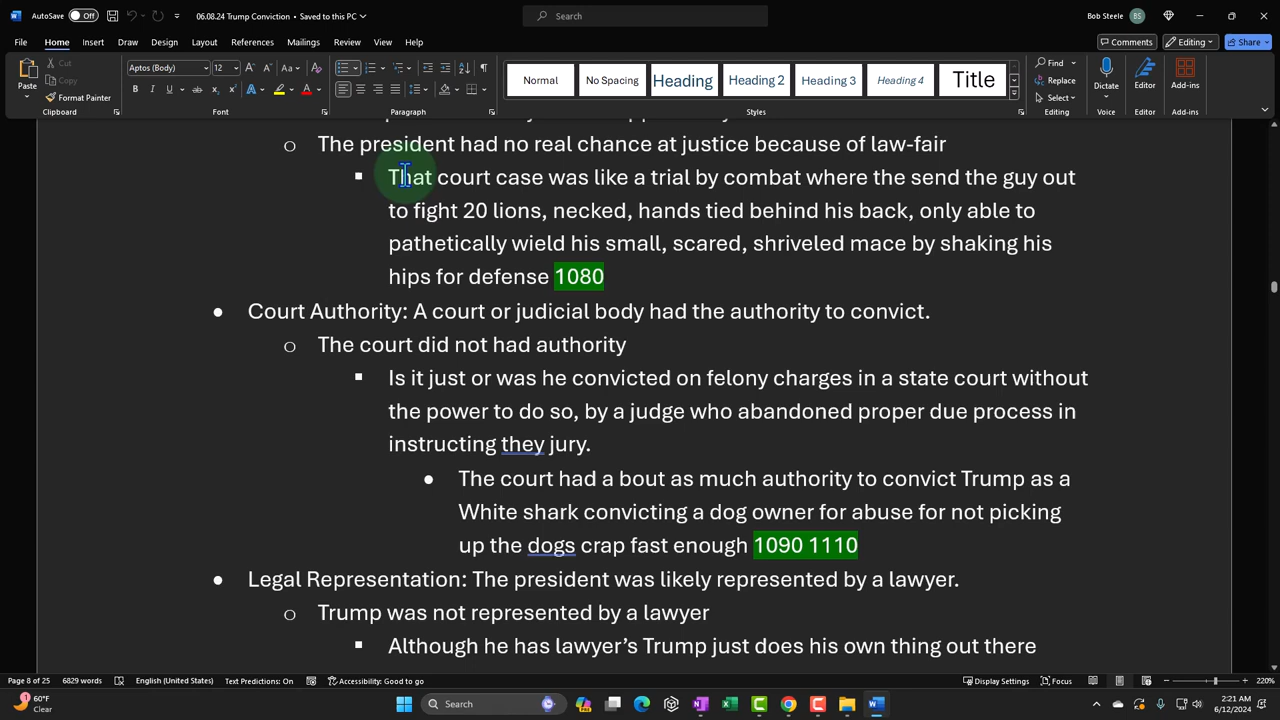 AutoSave Off 06.08.24 Trump Conviction • Saved to this PC Search Bob Steele BS
File Home Insert Draw Design Layout References Mailings Review View Help Comments Editing Share
Paste Cut Copy Format Painter Clipboard
Aptos (Body) 12 Font
Paragraph
Normal No Spacing Heading Heading 2 Heading 3 Heading 4 Title Styles
Find Replace Select Editing
Dictate Voice Editor Editor Add-ins Add-ins
o The president had no real chance at justice because of law-fair
▪ That court case was like a trial by combat where the send the guy out
to fight 20 lions, necked, hands tied behind his back, only able to
pathetically wield his small, scared, shriveled mace by shaking his
hips for defense 1080
• Court Authority: A court or judicial body had the authority to convict.
o The court did not had authority
▪ Is it just or was he convicted on felony charges in a state court without
the power to do so, by a judge who abandoned proper due process in
instructing they jury.
• The court had a bout as much authority to convict Trump as a
White shark convicting a dog owner for abuse for not picking
up the dogs crap fast enough 1090 1110
• Legal Representation: The president was likely represented by a lawyer.
o Trump was not represented by a lawyer
▪ Although he has lawyer’s Trump just does his own thing out there
Page 8 of 25 6829 words English (United States) Text Predictions: On Accessibility: Good to go Display Settings Focus 220%
60°F Clear Search 2:21 AM 6/12/2024